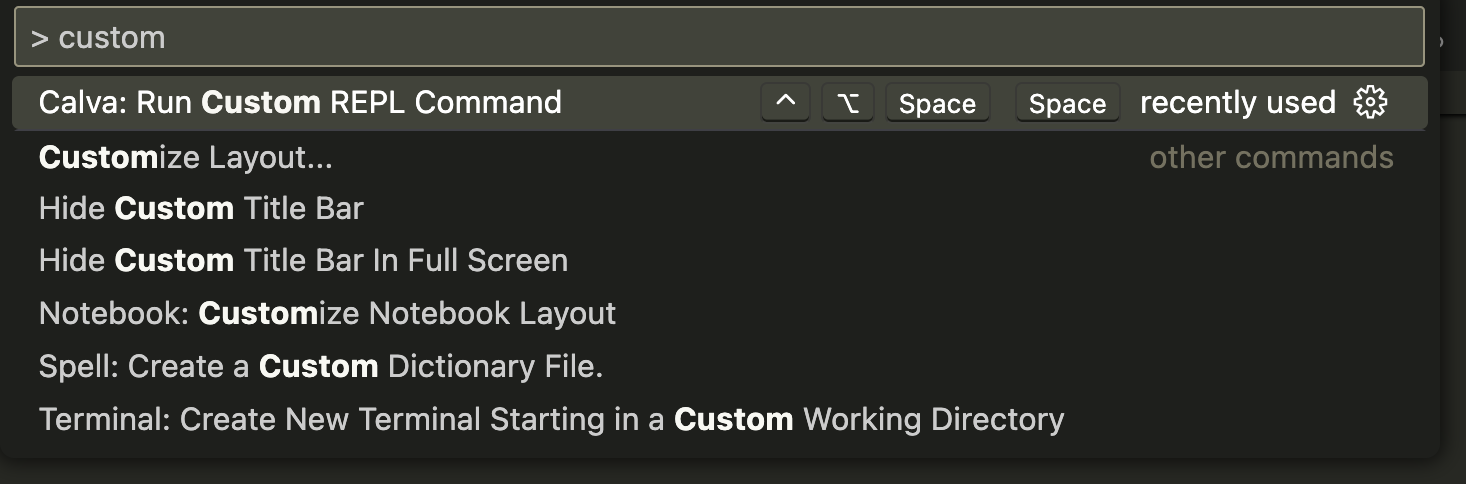 > custom
Calva: Run Custom REPL Command ^ ⌥ Space Space recently used
Customize Layout... other commands
Hide Custom Title Bar
Hide Custom Title Bar In Full Screen
Notebook: Customize Notebook Layout
Spell: Create a Custom Dictionary File.
Terminal: Create New Terminal Starting in a Custom Working Directory